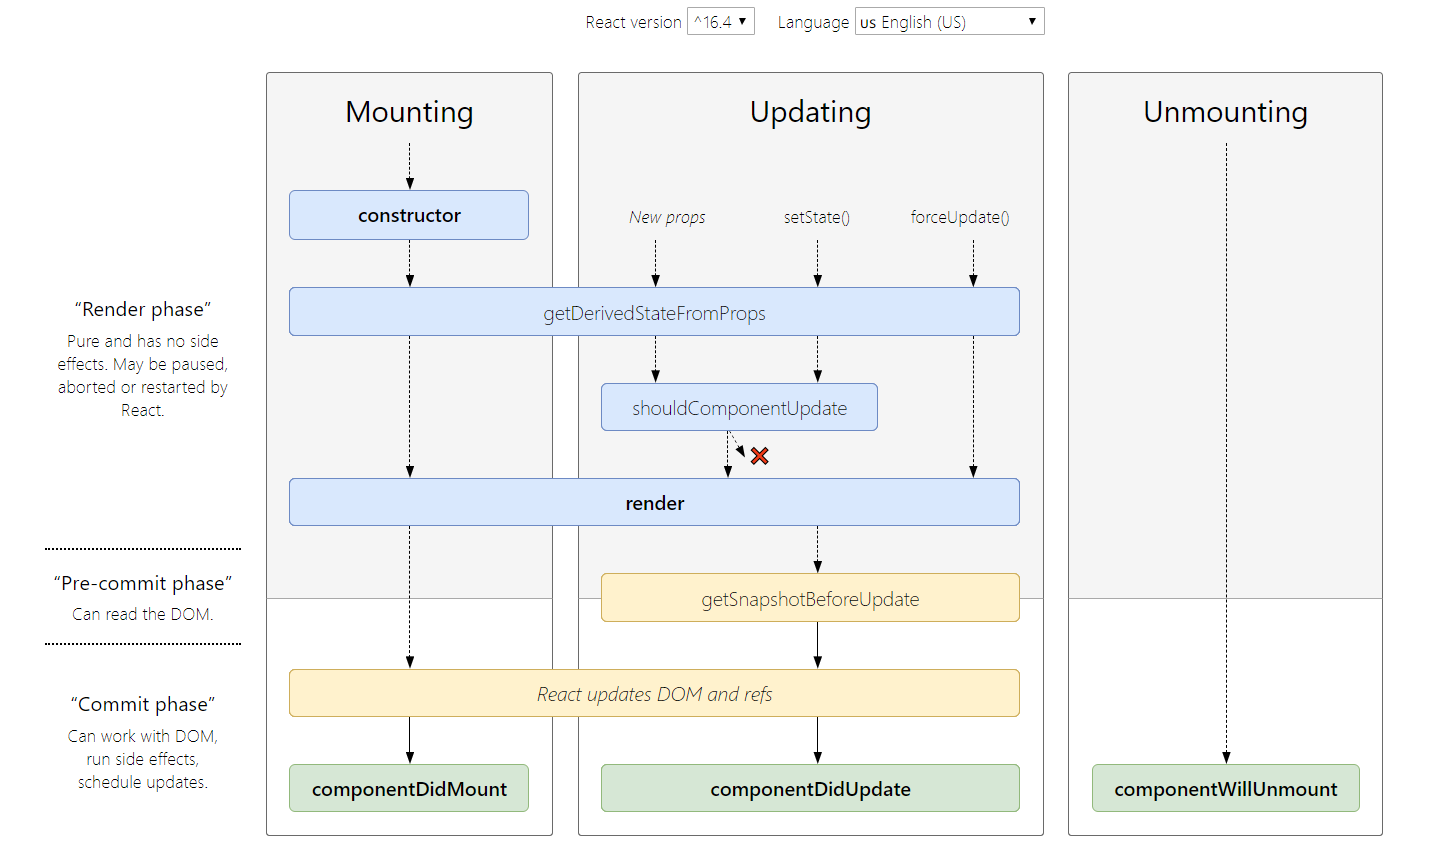 React version ^16.4 Language us English (US)
Mounting
Updating
Unmounting
constructor
New props
setState()
forceUpdate()
“Render phase”
Pure and has no side
effects. May be paused,
aborted or restarted by
React.
getDerivedStateFromProps
shouldComponentUpdate
render
“Pre-commit phase”
Can read the DOM.
getSnapshotBeforeUpdate
“Commit phase”
Can work with DOM,
run side effects,
schedule updates.
React updates DOM and refs
componentDidMount
componentDidUpdate
componentWillUnmount